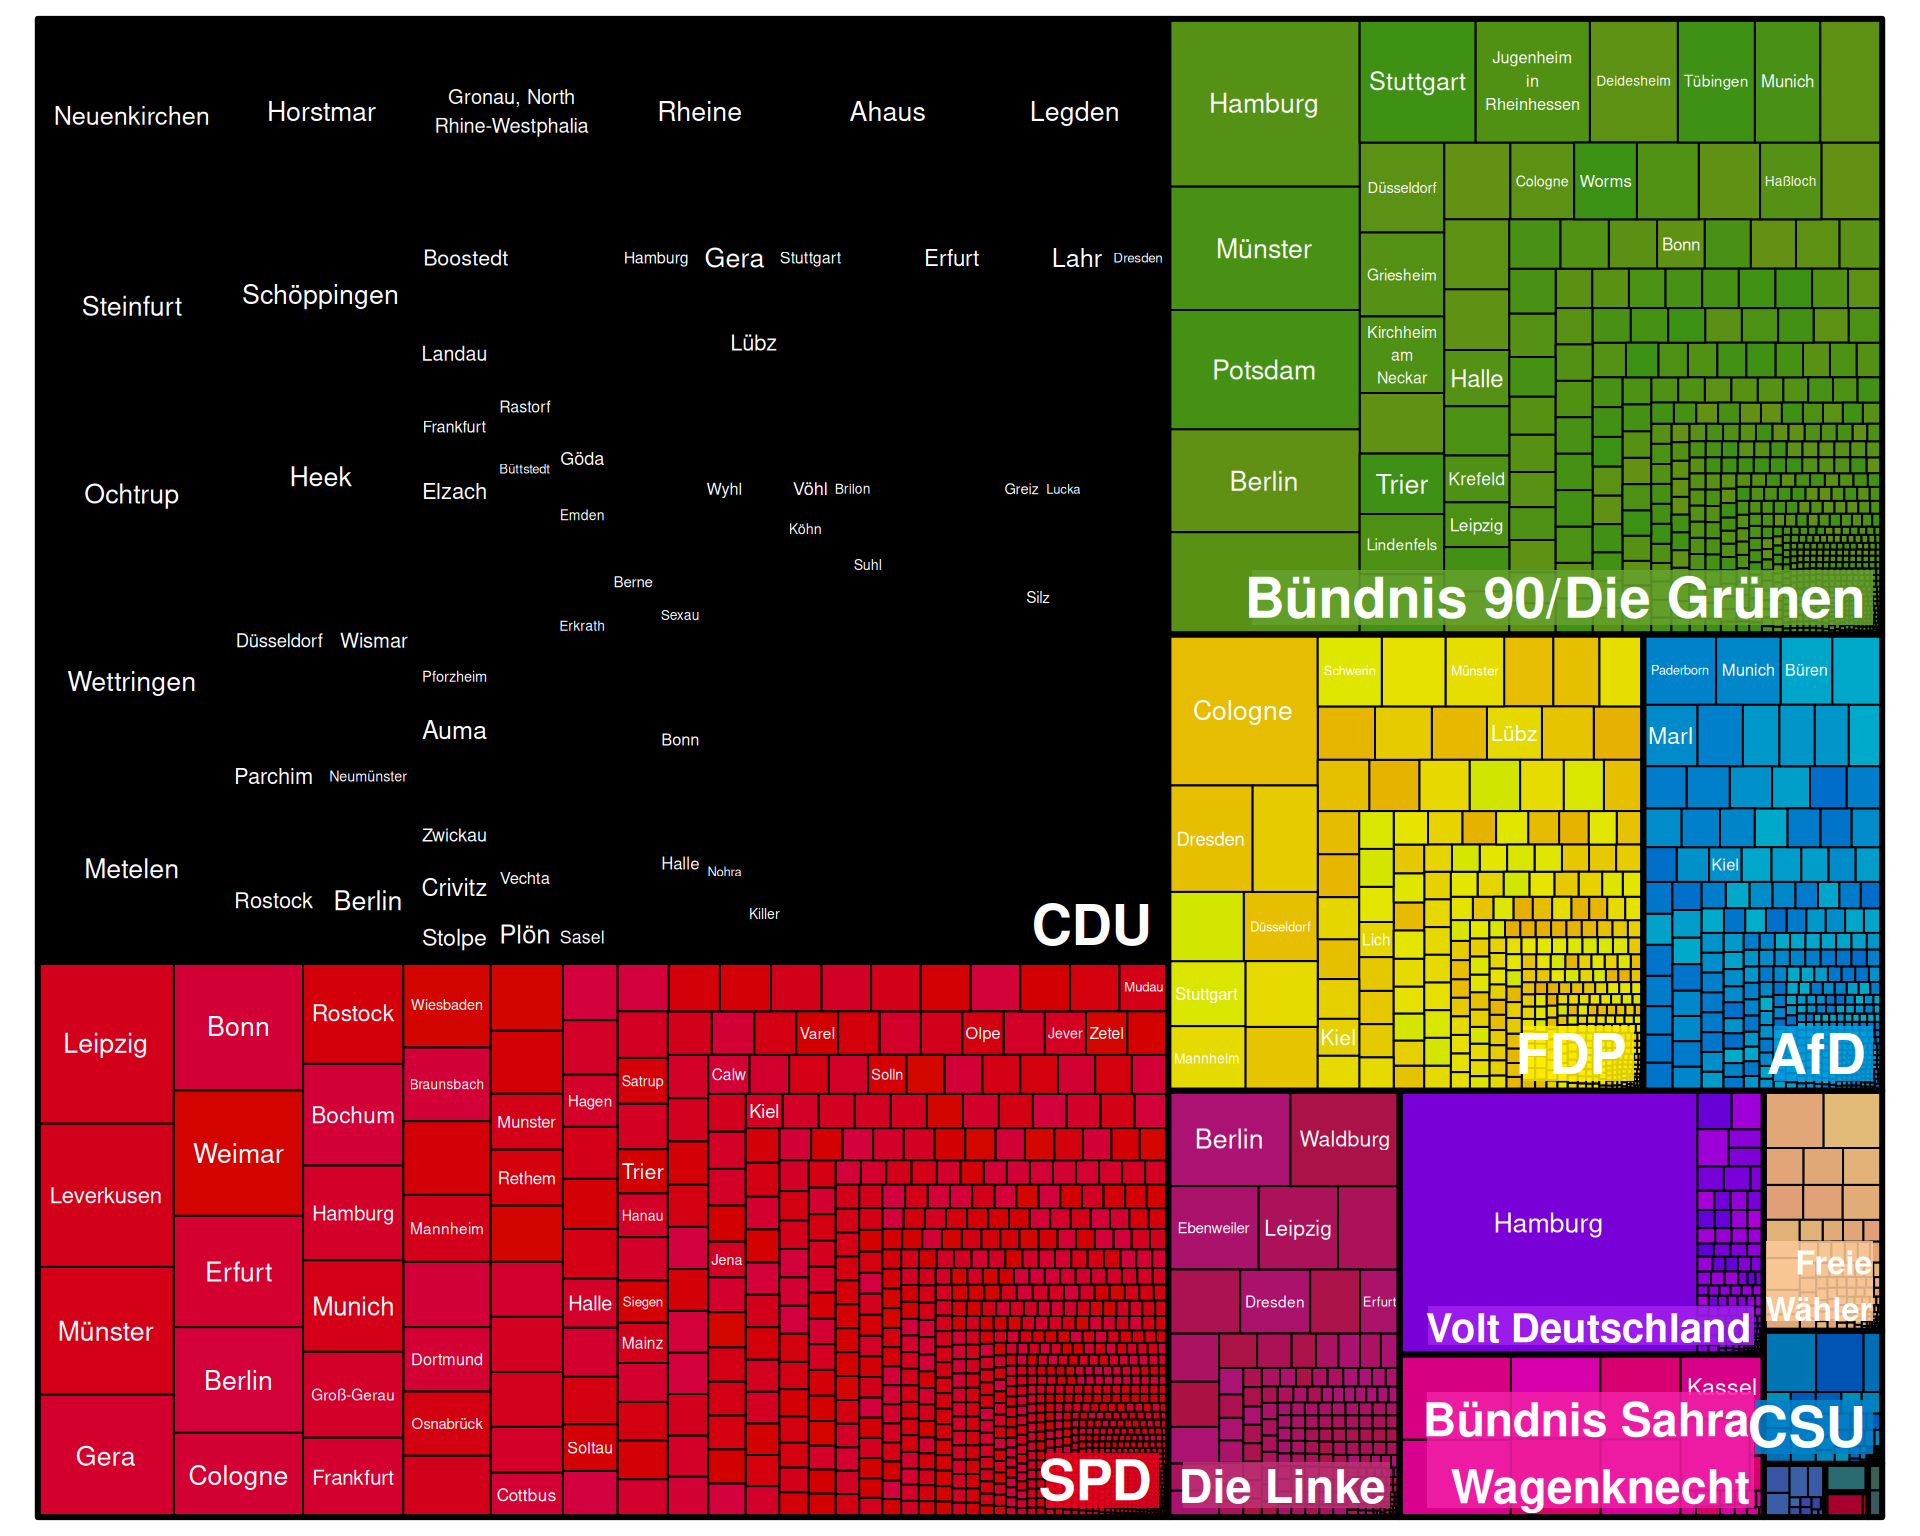 Neuenkirchen
Horstmar
Gronau, North
Rhine-Westphalia
Rheine
Ahaus
Legden
Steinfurt
Schöppingen
Boostedt
Hamburg
Gera
Stuttgart
Erfurt
Lahr
Dresden
Landau
Lübz
Rastorf
Frankfurt
Büttstedt
Göda
Ochtrup
Heek
Elzach
Emden
Wyhl
Vöhl
Brilon
Greiz
Lucka
Köhn
Suhl
Berne
Silz
Sexau
Erkrath
Wettringen
Düsseldorf
Wismar
Pforzheim
Auma
Bonn
Parchim
Neumünster
Zwickau
Metelen
Halle
Nohra
Rostock
Berlin
Crivitz
Vechta
Killer
Stolpe
Plön
Sasel
CDU
Hamburg
Stuttgart
Jugenheim
in
Rheinhessen
Deidesheim
Tübingen
Munich
Münster
Düsseldorf
Cologne
Worms
Haßloch
Bonn
Griesheim
Potsdam
Kirchheim
am
Neckar
Halle
Berlin
Trier
Krefeld
Leipzig
Lindenfels
Bündnis 90/Die Grünen
Cologne
Schwerin
Münster
Lübz
Dresden
Düsseldorf
Lich
Stuttgart
Kiel
Mannheim
FDP
Paderborn
Munich
Büren
Marl
Kiel
AfD
Leipzig
Bonn
Rostock
Wiesbaden
Mudau
Varel
Olpe
Jever
Zetel
Braunsbach
Satrup
Calw
Solln
Leverkusen
Weimar
Bochum
Munster
Hagen
Kiel
Hamburg
Mannheim
Rethem
Trier
Hanau
Münster
Erfurt
Munich
Halle
Siegen
Jena
Mainz
Berlin
Groß-Gerau
Dortmund
Osnabrück
Gera
Cologne
Frankfurt
Cottbus
Soltau
SPD
Berlin
Waldburg
Ebenweiler
Leipzig
Dresden
Erfurt
Die Linke
Hamburg
Volt Deutschland
Freie
Wähler
Kassel
Bündnis Sahra
Wagenknecht
CSU